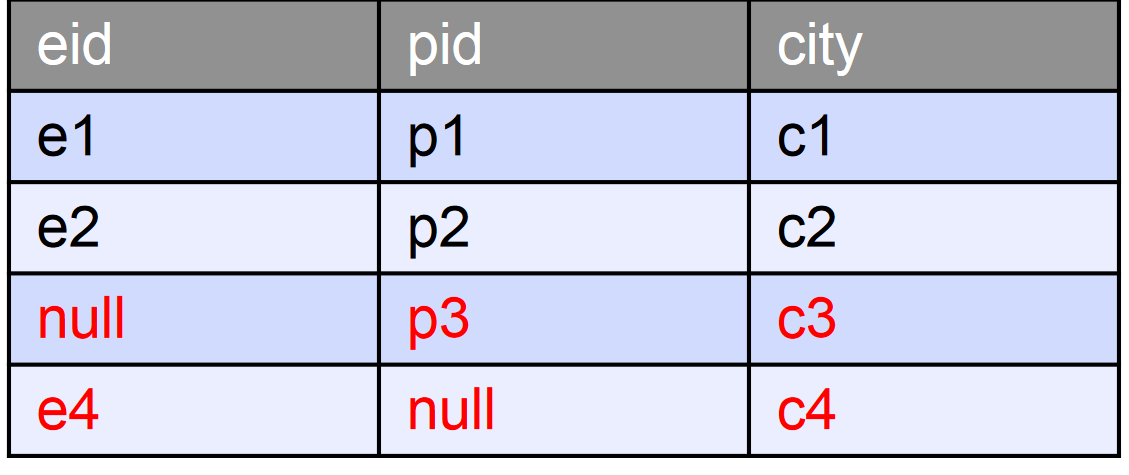 eid pid city
e1 p1 c1
e2 p2 c2
null p3 c3
e4 null c4